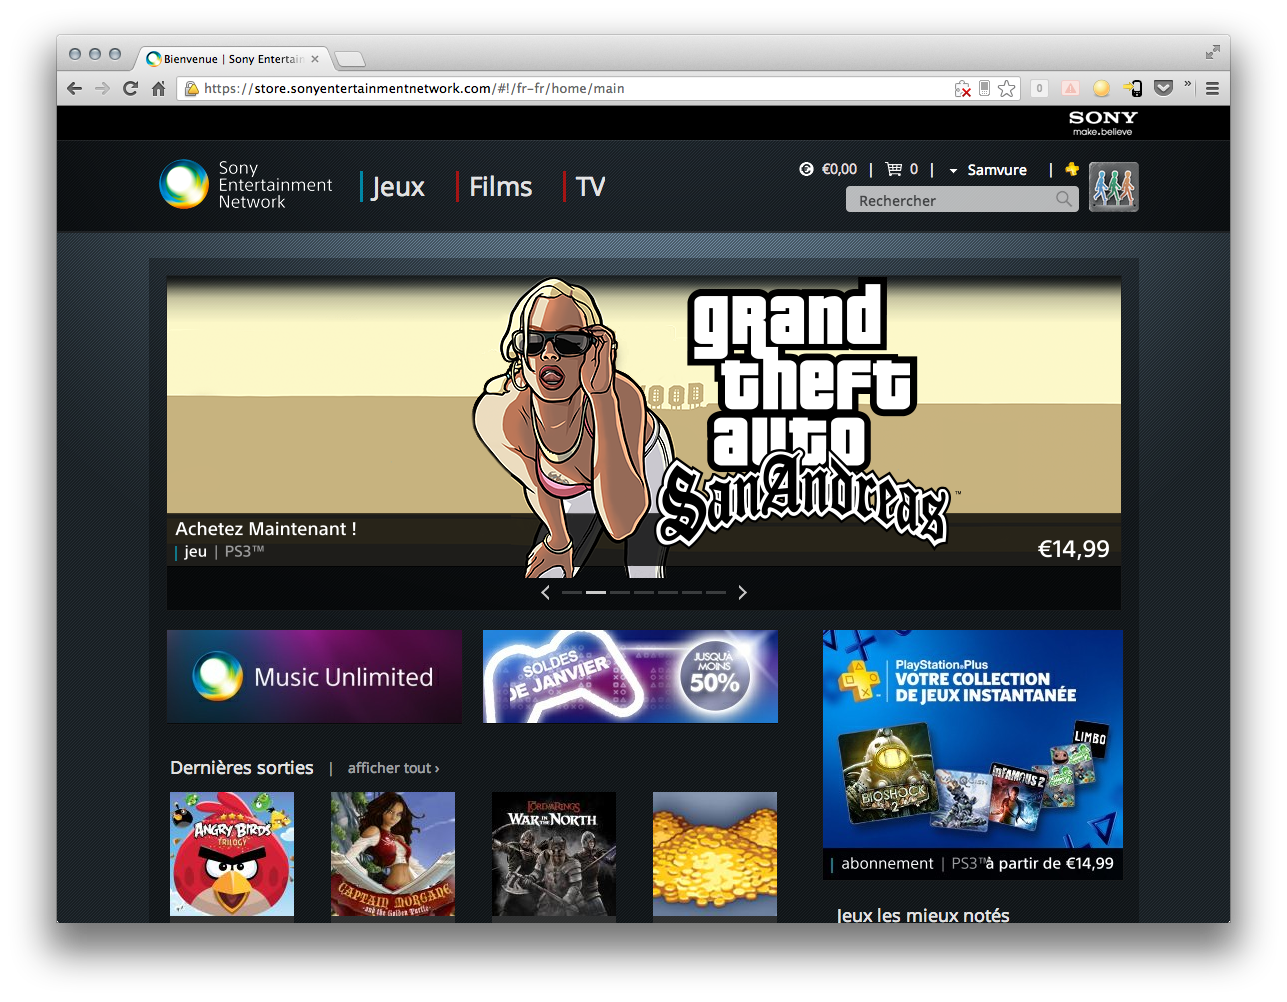 Bienvenue | Sony Entertain
https://store.sonyentertainmentnetwork.com/#!/fr-fr/home/main
0
SONY
make.believe
Sony
Entertainment
Network
Jeux
Films
TV
€0,00 | 0 | Samvure |
Rechercher
grand
theft
auto
San Andreas ™
Achetez Maintenant !
jeu | PS3™
€14,99
Music Unlimited
SOLDES
DE JANVIER
JUSQU'À
MOINS
50%
PlayStation®Plus
VOTRE COLLECTION
DE JEUX INSTANTANÉE
LIMBO
inFAMOUS 2
BIOSHOCK
2
abonnement | PS3™
à partir de €14,99
Dernières sorties | afficher tout ›
ANGRY BIRDS
TRILOGY
CAPTAIN MORGANE
and the Golden Turtle
THE LORD OF THE RINGS
WAR IN THE NORTH
Jeux les mieux notés